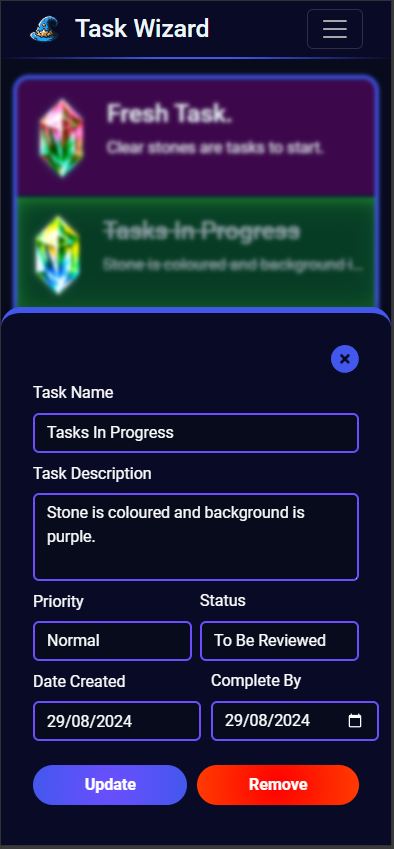 Task Wizard
Fresh Task.
Clear stones are tasks to start.
Tasks In Progress
Stone is coloured and background i...
Task Name
Tasks In Progress
Task Description
Stone is coloured and background is
purple.
Priority
Status
Normal
To Be Reviewed
Date Created
Complete By
29/08/2024
29/08/2024
Update
Remove